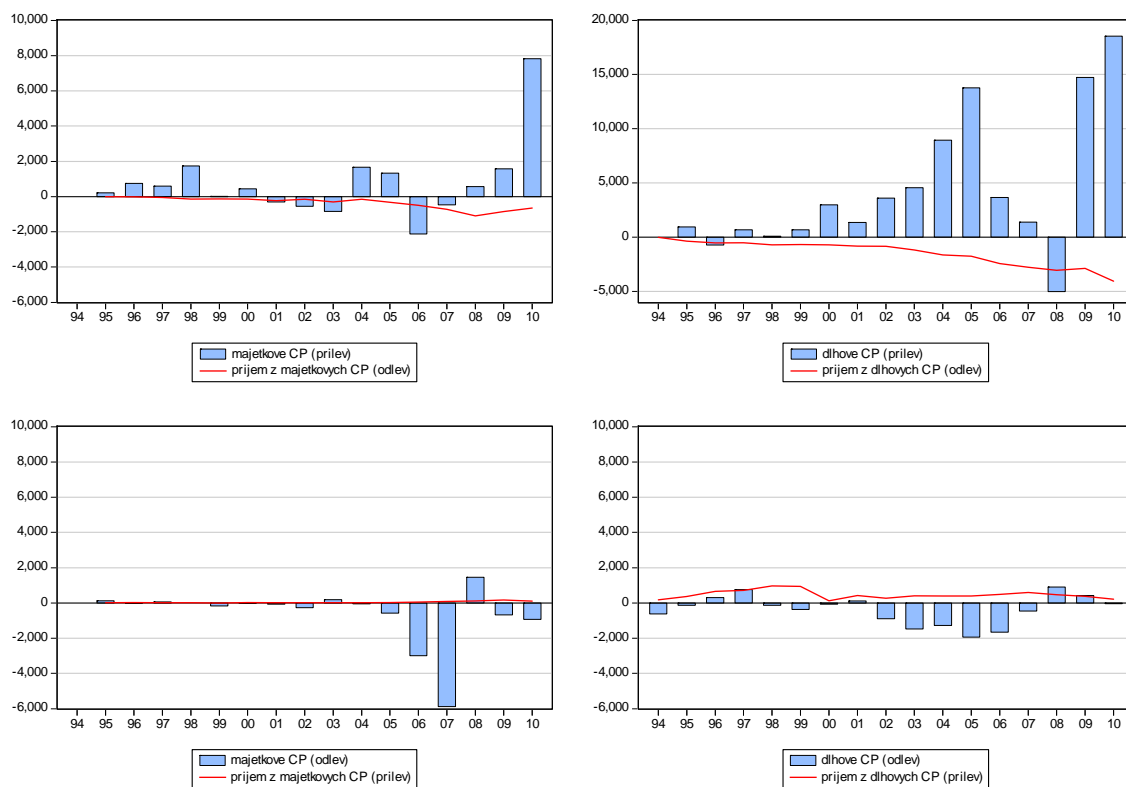 10,000
8,000
6,000
4,000
2,000
0
-2,000
-4,000
-6,000
94 95 96 97 98 99 00 01 02 03 04 05 06 07 08 09 10
majetkove CP (prilev)
prijem z majetkovych CP (odlev)
20,000
15,000
10,000
5,000
0
-5,000
94 95 96 97 98 99 00 01 02 03 04 05 06 07 08 09 10
dlhove CP (prilev)
prijem z dlhovych CP (odlev)
10,000
8,000
6,000
4,000
2,000
0
-2,000
-4,000
-6,000
94 95 96 97 98 99 00 01 02 03 04 05 06 07 08 09 10
majetkove CP (odlev)
prijem z majetkovych CP (prilev)
10,000
8,000
6,000
4,000
2,000
0
-2,000
-4,000
-6,000
94 95 96 97 98 99 00 01 02 03 04 05 06 07 08 09 10
dlhove CP (odlev)
prijem z dlhovych CP (prilev)